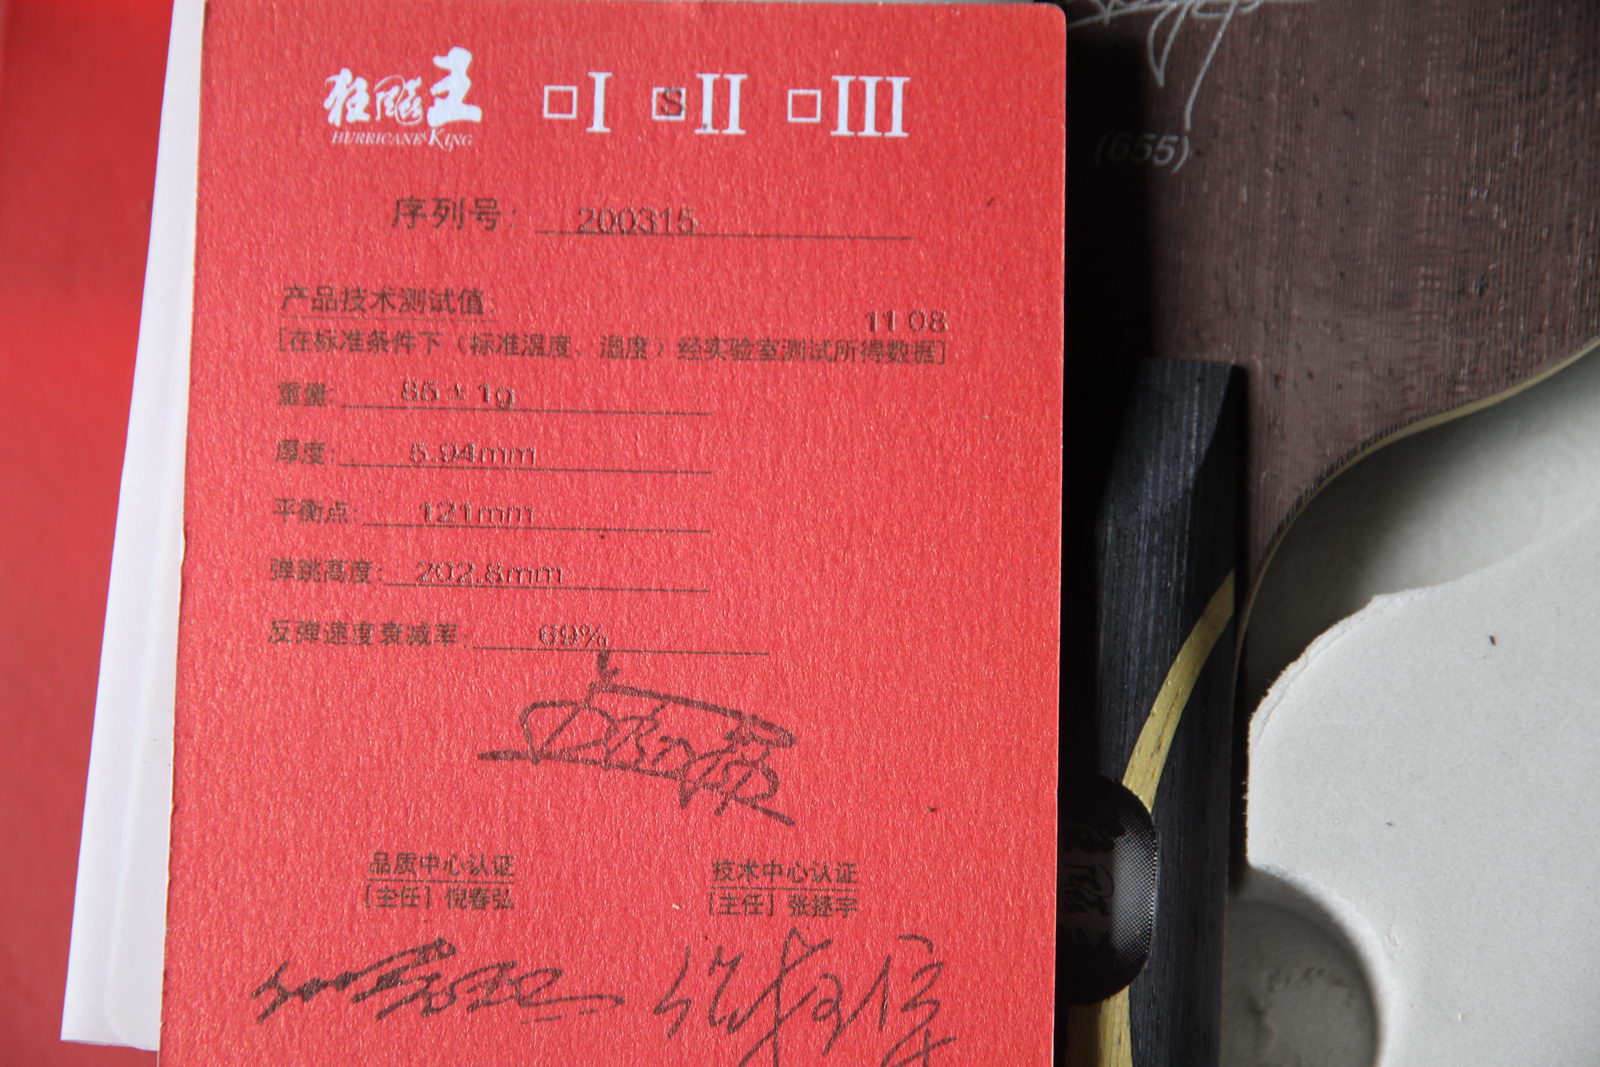 狂飚王 □I S II □III
HURRICANE KING
(655)
序列号: 200315
产品技术测试值:
11 08
[在标准条件下(标准温度、湿度)经实验室测试所得数据]
重量: 85±1g
厚度: 5.94mm
平衡点: 121mm
弹跳高度: 202.8mm
反弹速度衰减率: 69%
品质中心认证 技术中心认证
[主任] 倪春弘 [主任] 张拯宇